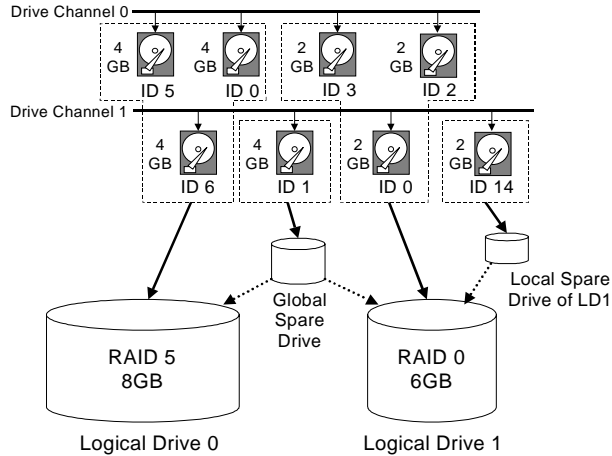 Drive Channel 0
4 GB
ID 5
4 GB
ID 0
2 GB
ID 3
2 GB
ID 2
Drive Channel 1
4 GB
ID 6
4 GB
ID 1
2 GB
ID 0
2 GB
ID 14
Global
Spare
Drive
Local Spare
Drive of LD1
RAID 5
8GB
RAID 0
6GB
Logical Drive 0
Logical Drive 1